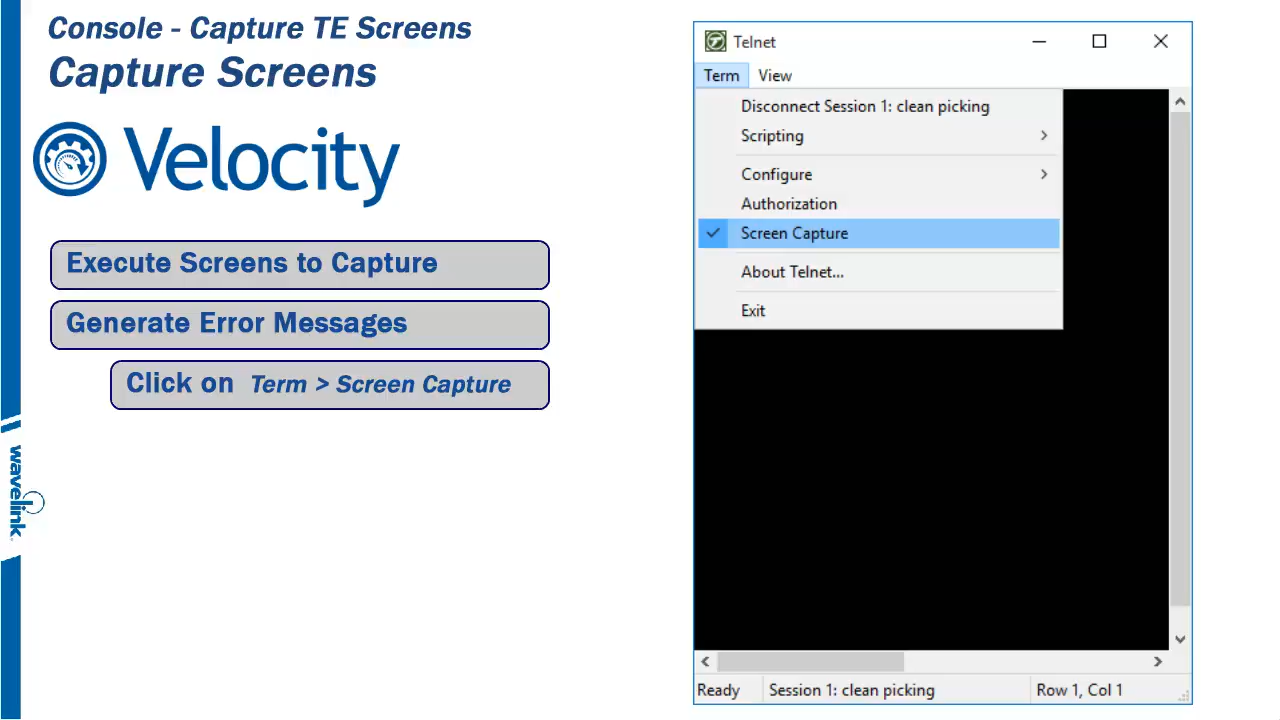 Console - Capture TE Screens
Capture Screens
Velocity
Execute Screens to Capture
Generate Error Messages
Click on Term > Screen Capture
wavelink
Telnet
Term View
Disconnect Session 1: clean picking
Scripting
Configure
Authorization
Screen Capture
About Telnet...
Exit
Ready Session 1: clean picking Row 1, Col 1